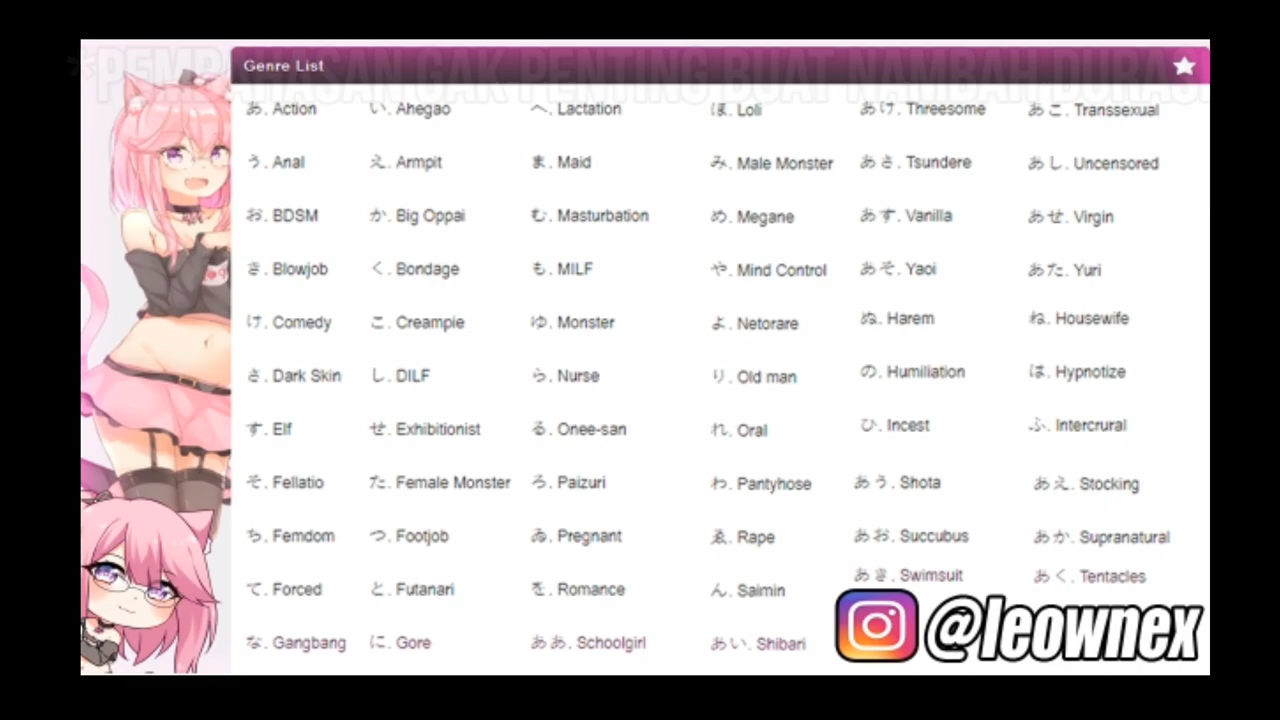 *PEMBAHASAN GAK PENTING BUAT NAMBAH DURASI
Genre List
あ. Action い. Ahegao へ. Lactation ほ. Loli あけ. Threesome あこ. Transsexual
う. Anal え. Armpit ま. Maid み. Male Monster あさ. Tsundere あし. Uncensored
お. BDSM か. Big Oppai む. Masturbation め. Megane あす. Vanilla あせ. Virgin
き. Blowjob く. Bondage も. MILF や. Mind Control あそ. Yaoi あた. Yuri
け. Comedy こ. Creampie ゆ. Monster よ. Netorare ぬ. Harem ね. Housewife
さ. Dark Skin し. DILF ら. Nurse り. Old man の. Humiliation は. Hypnotize
す. Elf せ. Exhibitionist る. Onee-san れ. Oral ひ. Incest ふ. Intercrural
そ. Fellatio た. Female Monster ろ. Paizuri わ. Pantyhose あう. Shota あえ. Stocking
ち. Femdom つ. Footjob ゐ. Pregnant ゑ. Rape あお. Succubus あか. Supranatural
て. Forced と. Futanari を. Romance ん. Saimin あき. Swimsuit あく. Tentacles
な. Gangbang に. Gore ああ. Schoolgirl あい. Shibari
@leownex